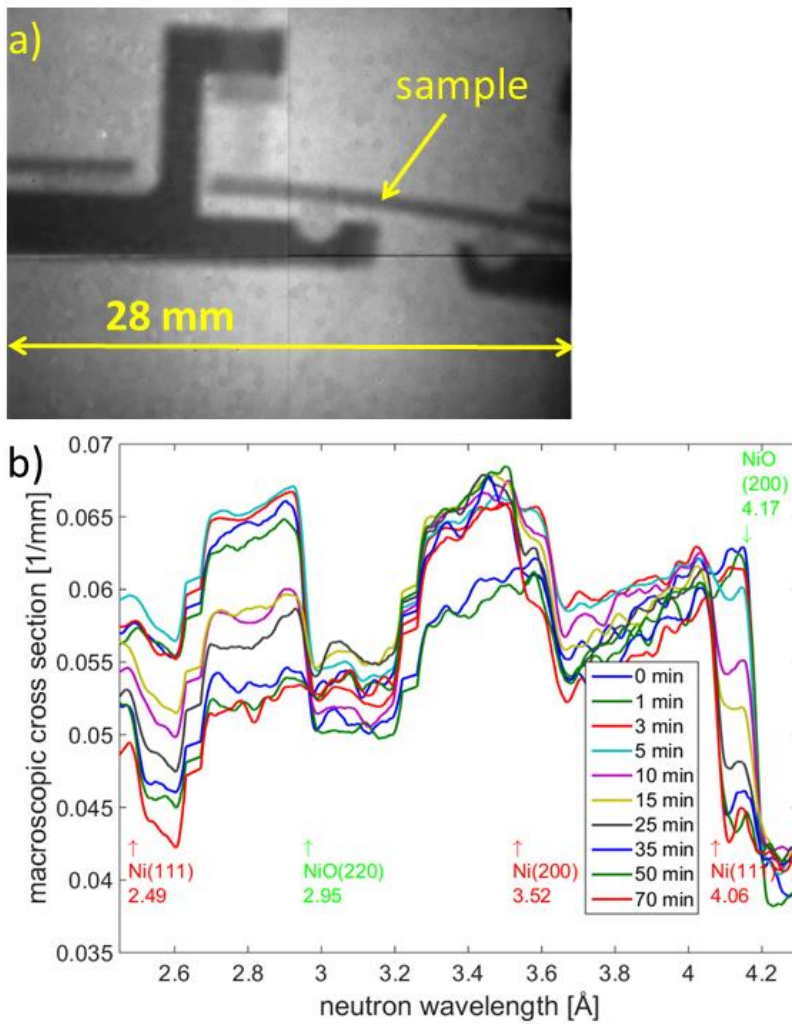 a)
sample
28 mm
b)
0.07
0.065
0.06
0.055
0.05
0.045
0.04
0.035
macroscopic cross section [1/mm]
NiO
(200)
4.17
↓
0 min
1 min
3 min
5 min
10 min
15 min
25 min
35 min
50 min
70 min
↑
Ni(111)
2.49
↑
NiO(220)
2.95
↑
Ni(200)
3.52
↑
Ni(111)
4.06
2.6
2.8
3
3.2
3.4
3.6
3.8
4
4.2
neutron wavelength [Å]